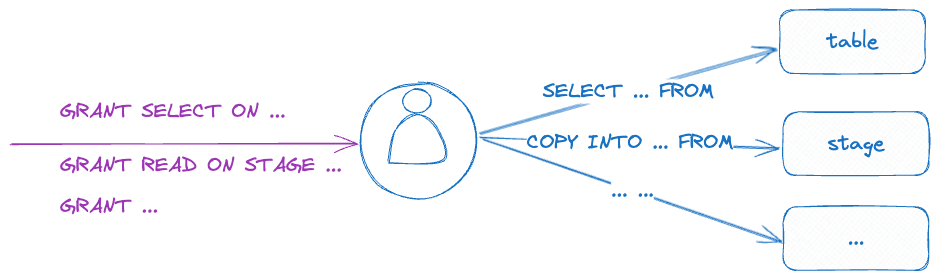 GRANT SELECT ON ...
GRANT READ ON STAGE ...
GRANT ...
SELECT ... FROM
COPY INTO ... FROM
... ...
table
stage
...